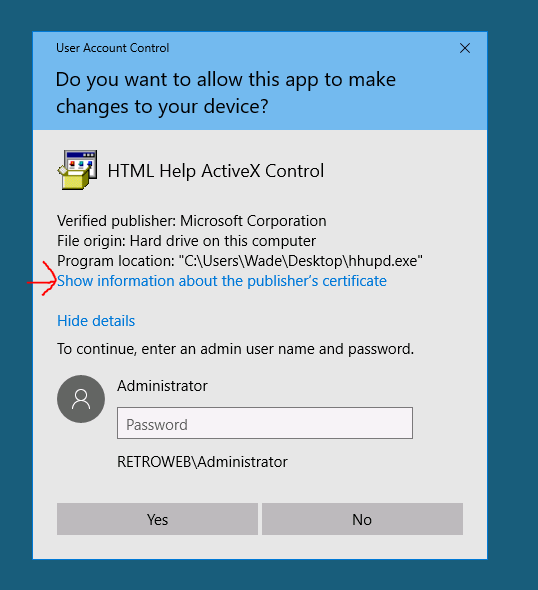 User Account Control
Do you want to allow this app to make
changes to your device?
HTML Help ActiveX Control
Verified publisher: Microsoft Corporation
File origin: Hard drive on this computer
Program location: "C:\Users\Wade\Desktop\hhupd.exe"
Show information about the publisher's certificate
Hide details
To continue, enter an admin user name and password.
Administrator
Password
RETROWEB\Administrator
Yes
No